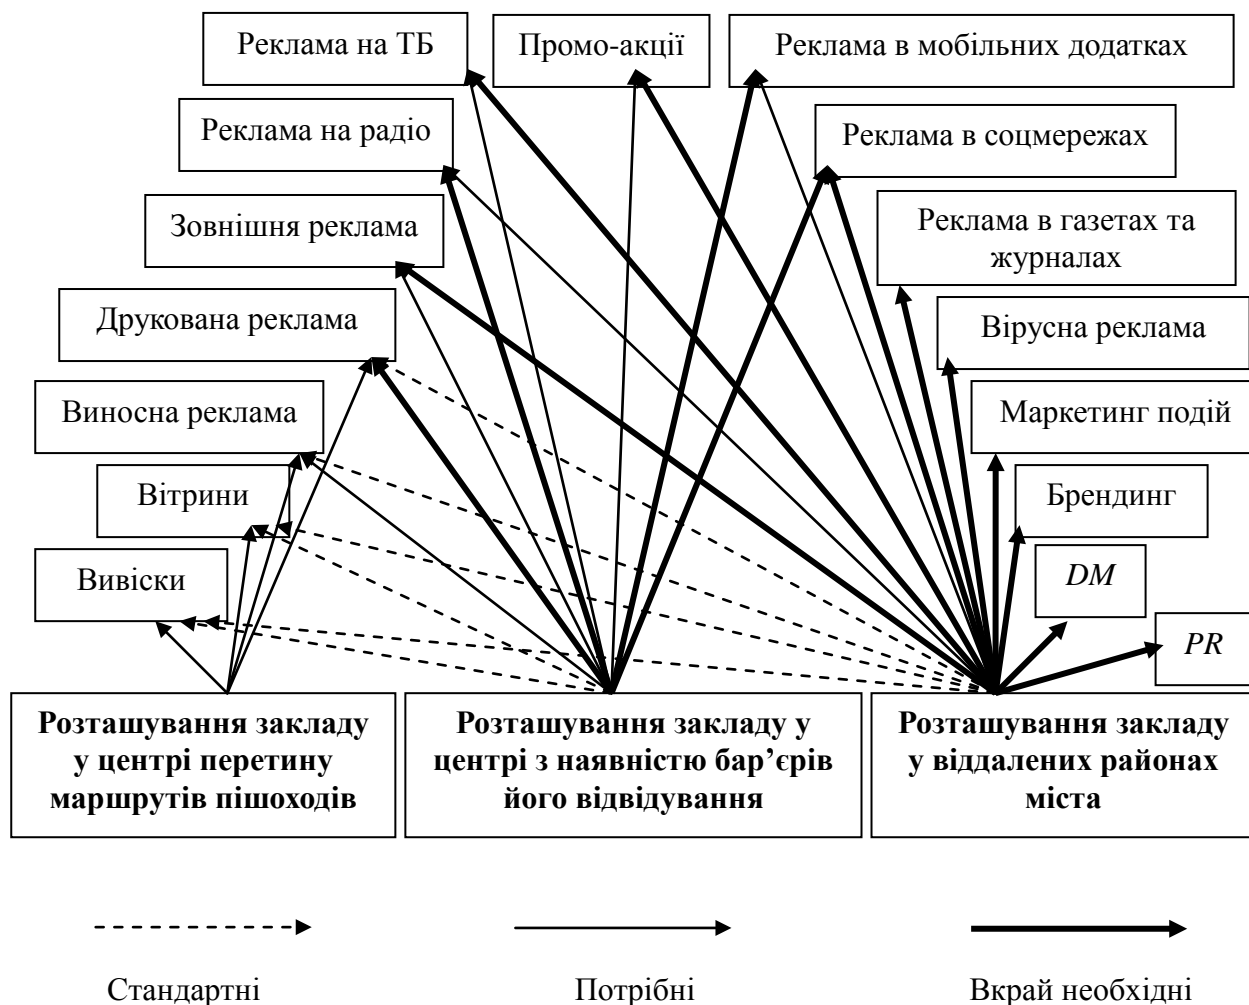 Реклама на ТБ
Промо-акції
Реклама в мобільних додатках
Реклама на радіо
Реклама в соцмережах
Зовнішня реклама
Реклама в газетах та
журналах
Друкована реклама
Вірусна реклама
Виносна реклама
Маркетинг подій
Вітрини
Брендинг
Вивіски
DM
PR
Розташування закладу
у центрі перетину
маршрутів пішоходів
Розташування закладу у
центрі з наявністю бар’єрів
його відвідування
Розташування закладу
у віддалених районах
міста
Стандартні
Потрібні
Вкрай необхідні